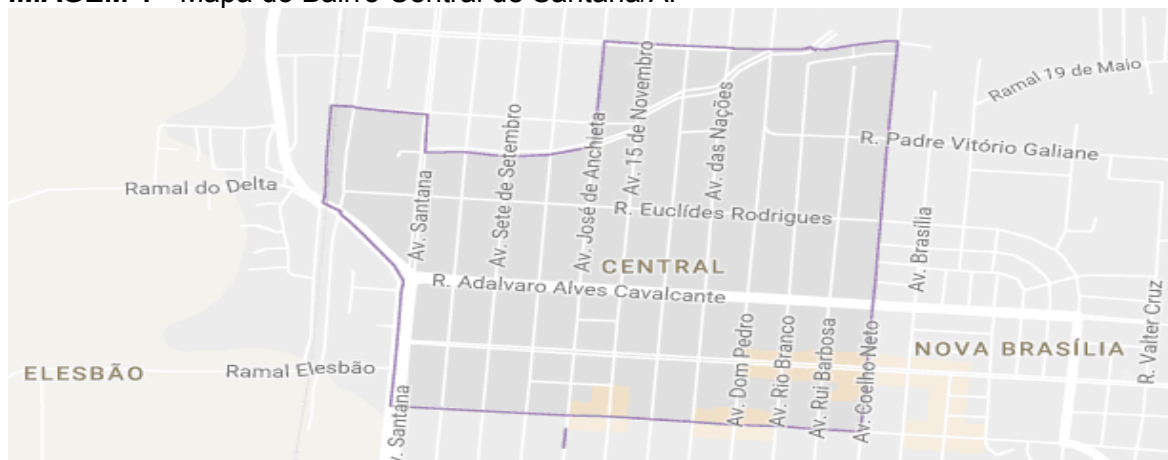 IMAGEM 1 - Mapa do Bairro Central de Santana/AP
Ramal 19 de Maio
Av. 15 de Novembro
Av. das Nações
Av. Sete de Setembro
Av. José de Anchieta
R. Padre Vitório Galiane
Ramal do Delta
Av. Santana
R. Euclídes Rodrigues
Av. Brasília
CENTRAL
R. Adalvaro Alves Cavalcante
R. Valter Cruz
Av. Dom Pedro
Av. Rio Branco
Av. Rui Barbosa
Av. Coelho Neto
NOVA BRASÍLIA
ELESBÃO
Ramal Elesbão
Av. Santana